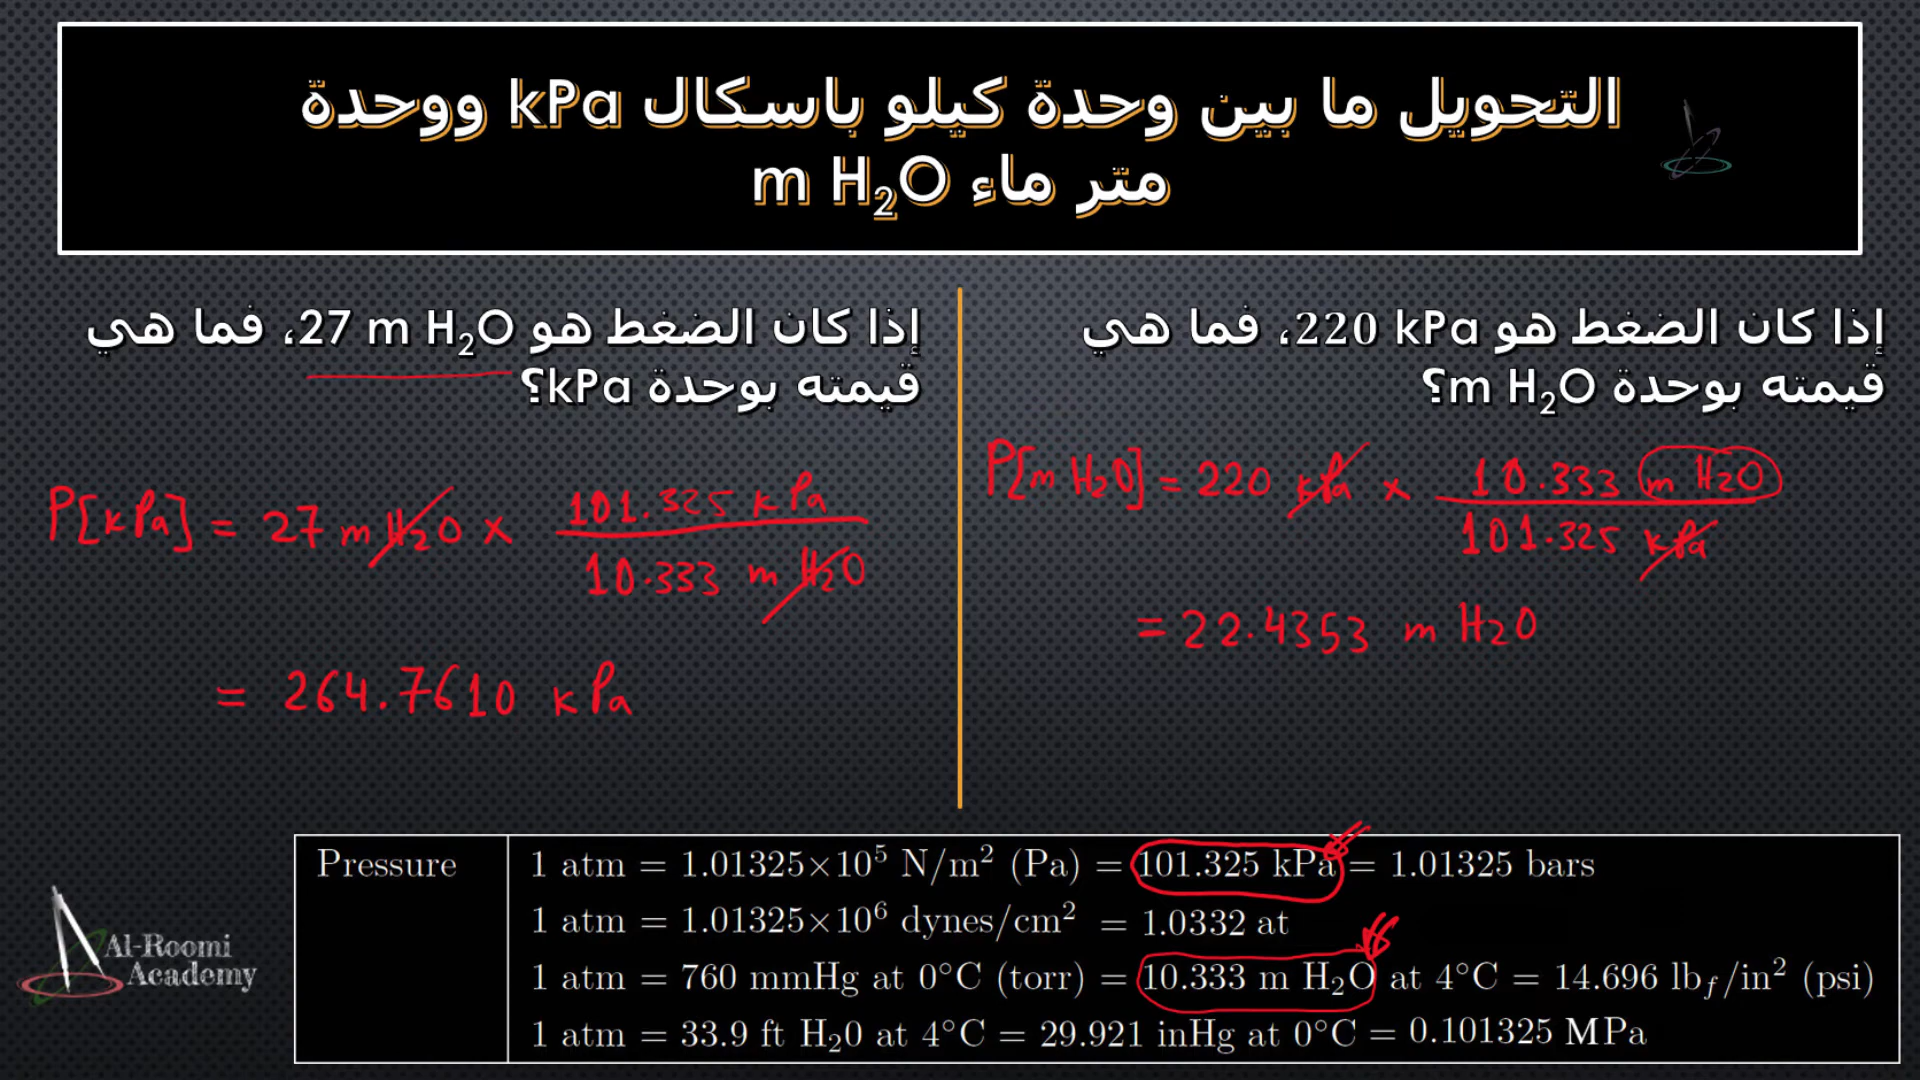 التحويل ما بين وحدة كيلو باسكال kPa ووحدة
متر ماء m H₂O
إذا كان الضغط هو 220 kPa، فما هي
قيمته بوحدة m H₂O؟
P[m H₂O] = 220 kPa × 10.333 m H₂O / 101.325 kPa
= 22.4353 m H₂O
إذا كان الضغط هو 27 m H₂O، فما هي
قيمته بوحدة kPa؟
P[kPa] = 27 m H₂O × 101.325 kPa / 10.333 m H₂O
= 264.7610 kPa
Pressure
1 atm = 1.01325×10⁵ N/m² (Pa) = 101.325 kPa = 1.01325 bars
1 atm = 1.01325×10⁶ dynes/cm² = 1.0332 at
1 atm = 760 mmHg at 0°C (torr) = 10.333 m H₂O at 4°C = 14.696 lb_f/in² (psi)
1 atm = 33.9 ft H₂0 at 4°C = 29.921 inHg at 0°C = 0.101325 MPa
Al-Roomi
Academy